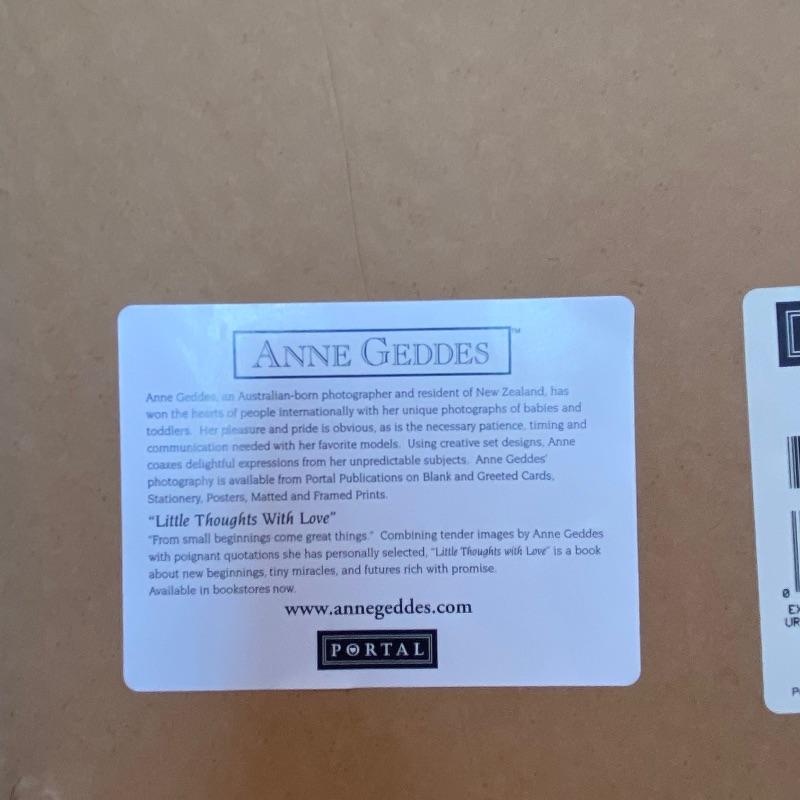 ANNE GEDDES™
Anne Geddes, an Australian-born photographer and resident of New Zealand, has
won the hearts of people internationally with her unique photographs of babies and
toddlers. Her pleasure and pride is obvious, as is the necessary patience, timing and
communication needed with her favorite models. Using creative set designs, Anne
coaxes delightful expressions from her unpredictable subjects. Anne Geddes'
photography is available from Portal Publications on Blank and Greeted Cards,
Stationery, Posters, Matted and Framed Prints.
"Little Thoughts With Love"
"From small beginnings come great things." Combining tender images by Anne Geddes
with poignant quotations she has personally selected, "Little Thoughts with Love" is a book
about new beginnings, tiny miracles, and futures rich with promise.
Available in bookstores now.
www.annegeddes.com
PORTAL
0
EX
UR
P